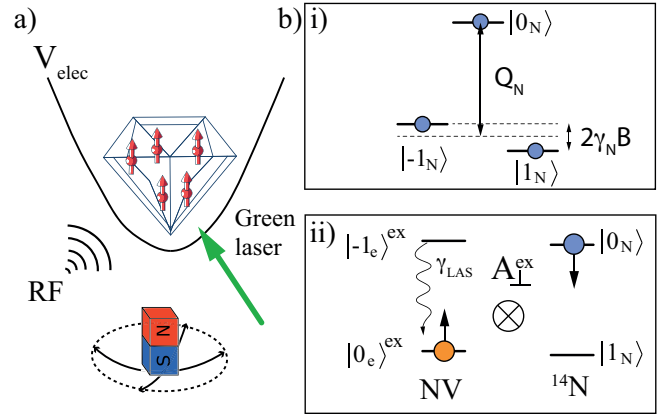 a)
V_elec
Green
laser
RF
N
S
b)
i)
|0_N⟩
Q_N
|-1_N⟩
|1_N⟩
2γ_N B
ii)
|-1_e⟩^ex
γ_LAS
A_⊥^ex
|0_N⟩
|0_e⟩^ex
|1_N⟩
NV
¹⁴N